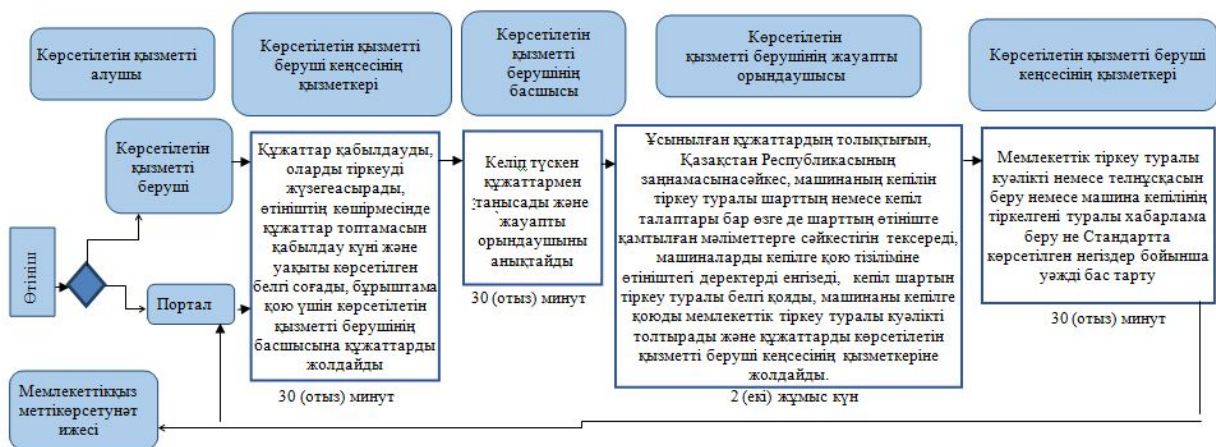 Көрсетілетін қызметті
алушы
Көрсетілетін қызметті
беруші кеңсесінің
қызметкері
Көрсетілетін
қызметті
берушінің
басшысы
Көрсетілетін
қызметті берушінің жауапты
орындаушысы
Көрсетілетін қызметті беруші
кеңсесінің қызметкері
Өтініш
Көрсетілетін
қызметті
беруші
Портал
Құжаттар қабылдауды,
оларды тіркеуді
жүзегеасырады,
өтініштің көшірмесінде
құжаттар топтамасын
қабылдау күні және
уақыты көрсетілген
белгі соғады, бұрыштама
қою үшін көрсетілетін
қызметті берушінің
басшысына құжаттарды
жолдайды
30 (отыз) минут
Келіп түскен
құжаттармен
танысады және
жауапты
орындаушыны
анықтайды
30 (отыз) минут
Ұсынылған құжаттардың толықтығын,
Қазақстан Республикасының
заңнамасынасәйкес, машинаның кепілін
тіркеу туралы шарттың немесе кепіл
талаптары бар өзге де шарттың өтініште
қамтылған мәліметтерге сәйкестігін тексереді,
машиналарды кепілге қою тізіліміне
өтініштегі деректерді енгізеді, кепіл шартын
тіркеу туралы белгі қояды, машинаны кепілге
қоюды мемлекеттік тіркеу туралы куәлікті
толтырады және құжаттарды көрсетілетін
қызметті беруші кеңсесінің қызметкеріне
жолдайды.
2 (екі) жұмыс күн
Мемлекеттік тіркеу туралы
куәлікті немесе телнұсқасын
беру немесе машина кепілінің
тіркелгені туралы хабарлама
беру не Стандартта
көрсетілген негіздер бойынша
уәжді бас тарту
30 (отыз) минут
Мемлекеттікқыз
меттікөрсетунәт
ижесі